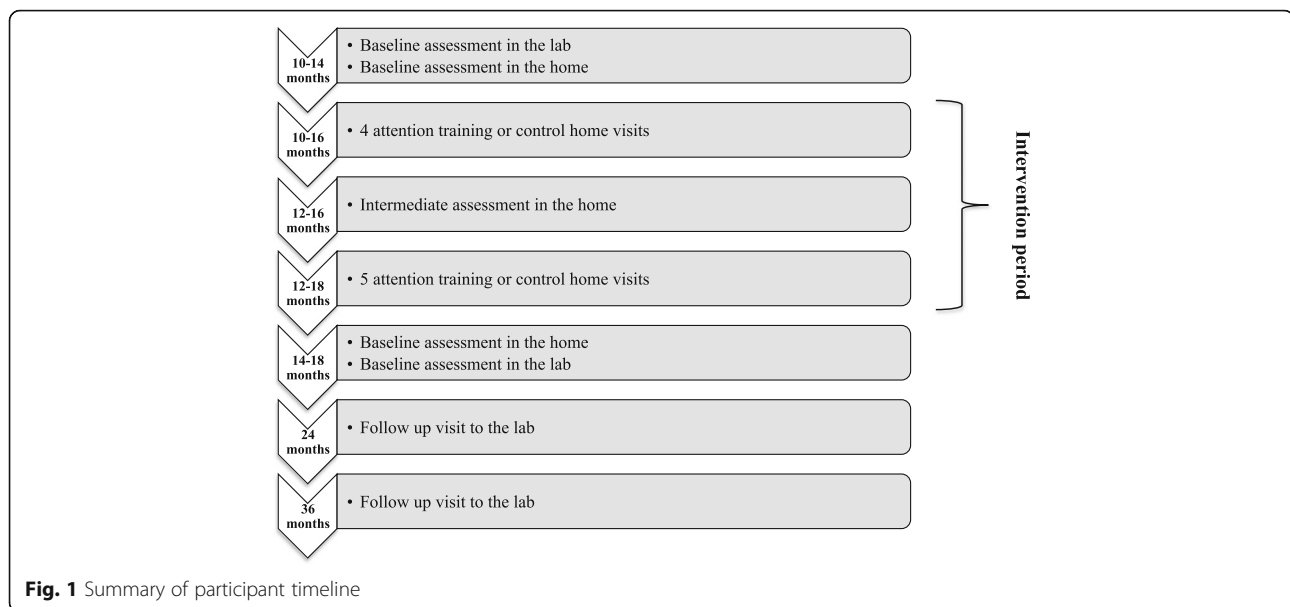 10-14
months
• Baseline assessment in the lab
• Baseline assessment in the home
10-16
months
• 4 attention training or control home visits
12-16
months
• Intermediate assessment in the home
12-18
months
• 5 attention training or control home visits
Intervention period
14-18
months
• Baseline assessment in the home
• Baseline assessment in the lab
24
months
• Follow up visit to the lab
36
months
• Follow up visit to the lab
Fig. 1 Summary of participant timeline